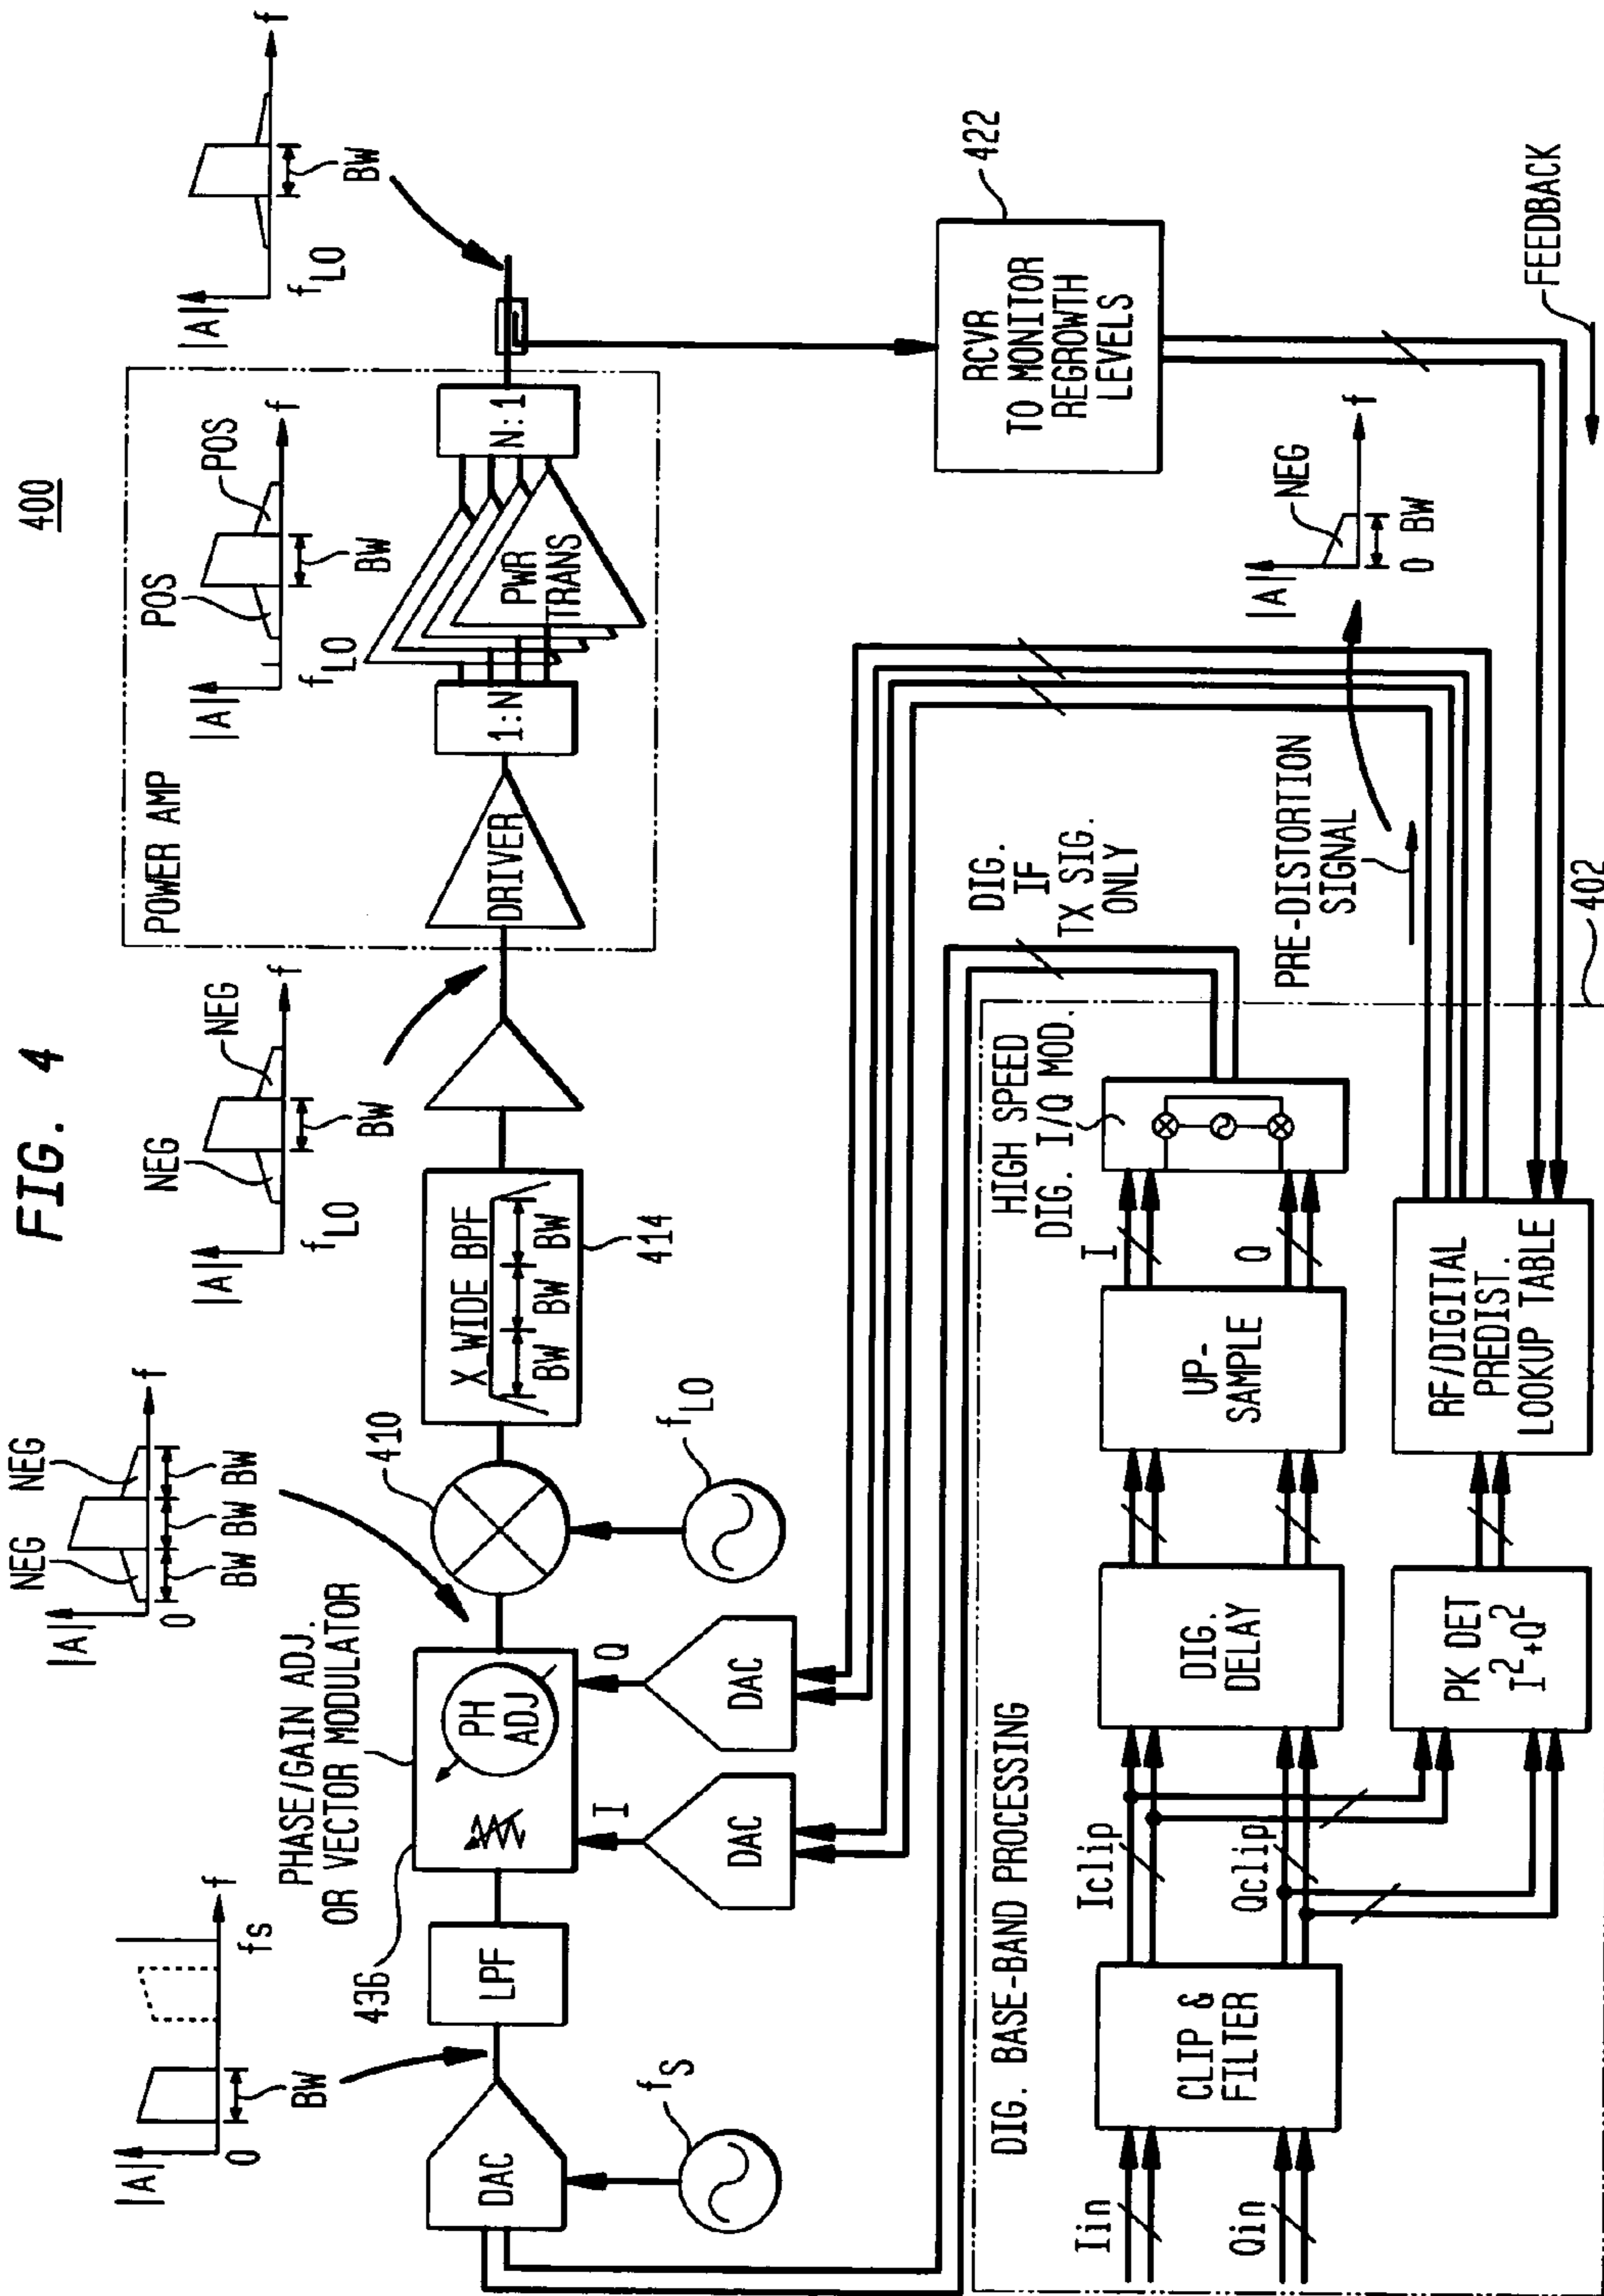 FIG. 4
400
|A|
0
BW
fS
f
|A|
0
NEG
NEG
BW BW BW
f
|A|
fLO
NEG
NEG
BW
f
POWER AMP
|A|
fLO
POS
POS
BW
f
|A|
fLO
BW
f
DAC
fS
LPF
436
PHASE/GAIN ADJ.
OR VECTOR MODULATOR
PH
ADJ
I
Q
DAC
DAC
410
fLO
X WIDE BPF
BW BW BW
414
DRIVER
1:N
PWR
TRANS
N:1
RCVR
TO MONITOR
REGROWTH
LEVELS
422
DIG. BASE-BAND PROCESSING
Iin
Qin
CLIP &
FILTER
Iclip
Qclip
DIG.
DELAY
PK DET
I²+Q²
UP-
SAMPLE
I
Q
HIGH SPEED
DIG. I/Q MOD.
RF/DIGITAL
PREDIST.
LOOKUP TABLE
DIG.
IF
TX SIG.
ONLY
PRE-DISTORTION
SIGNAL
402
|A|
NEG
0 BW
f
FEEDBACK